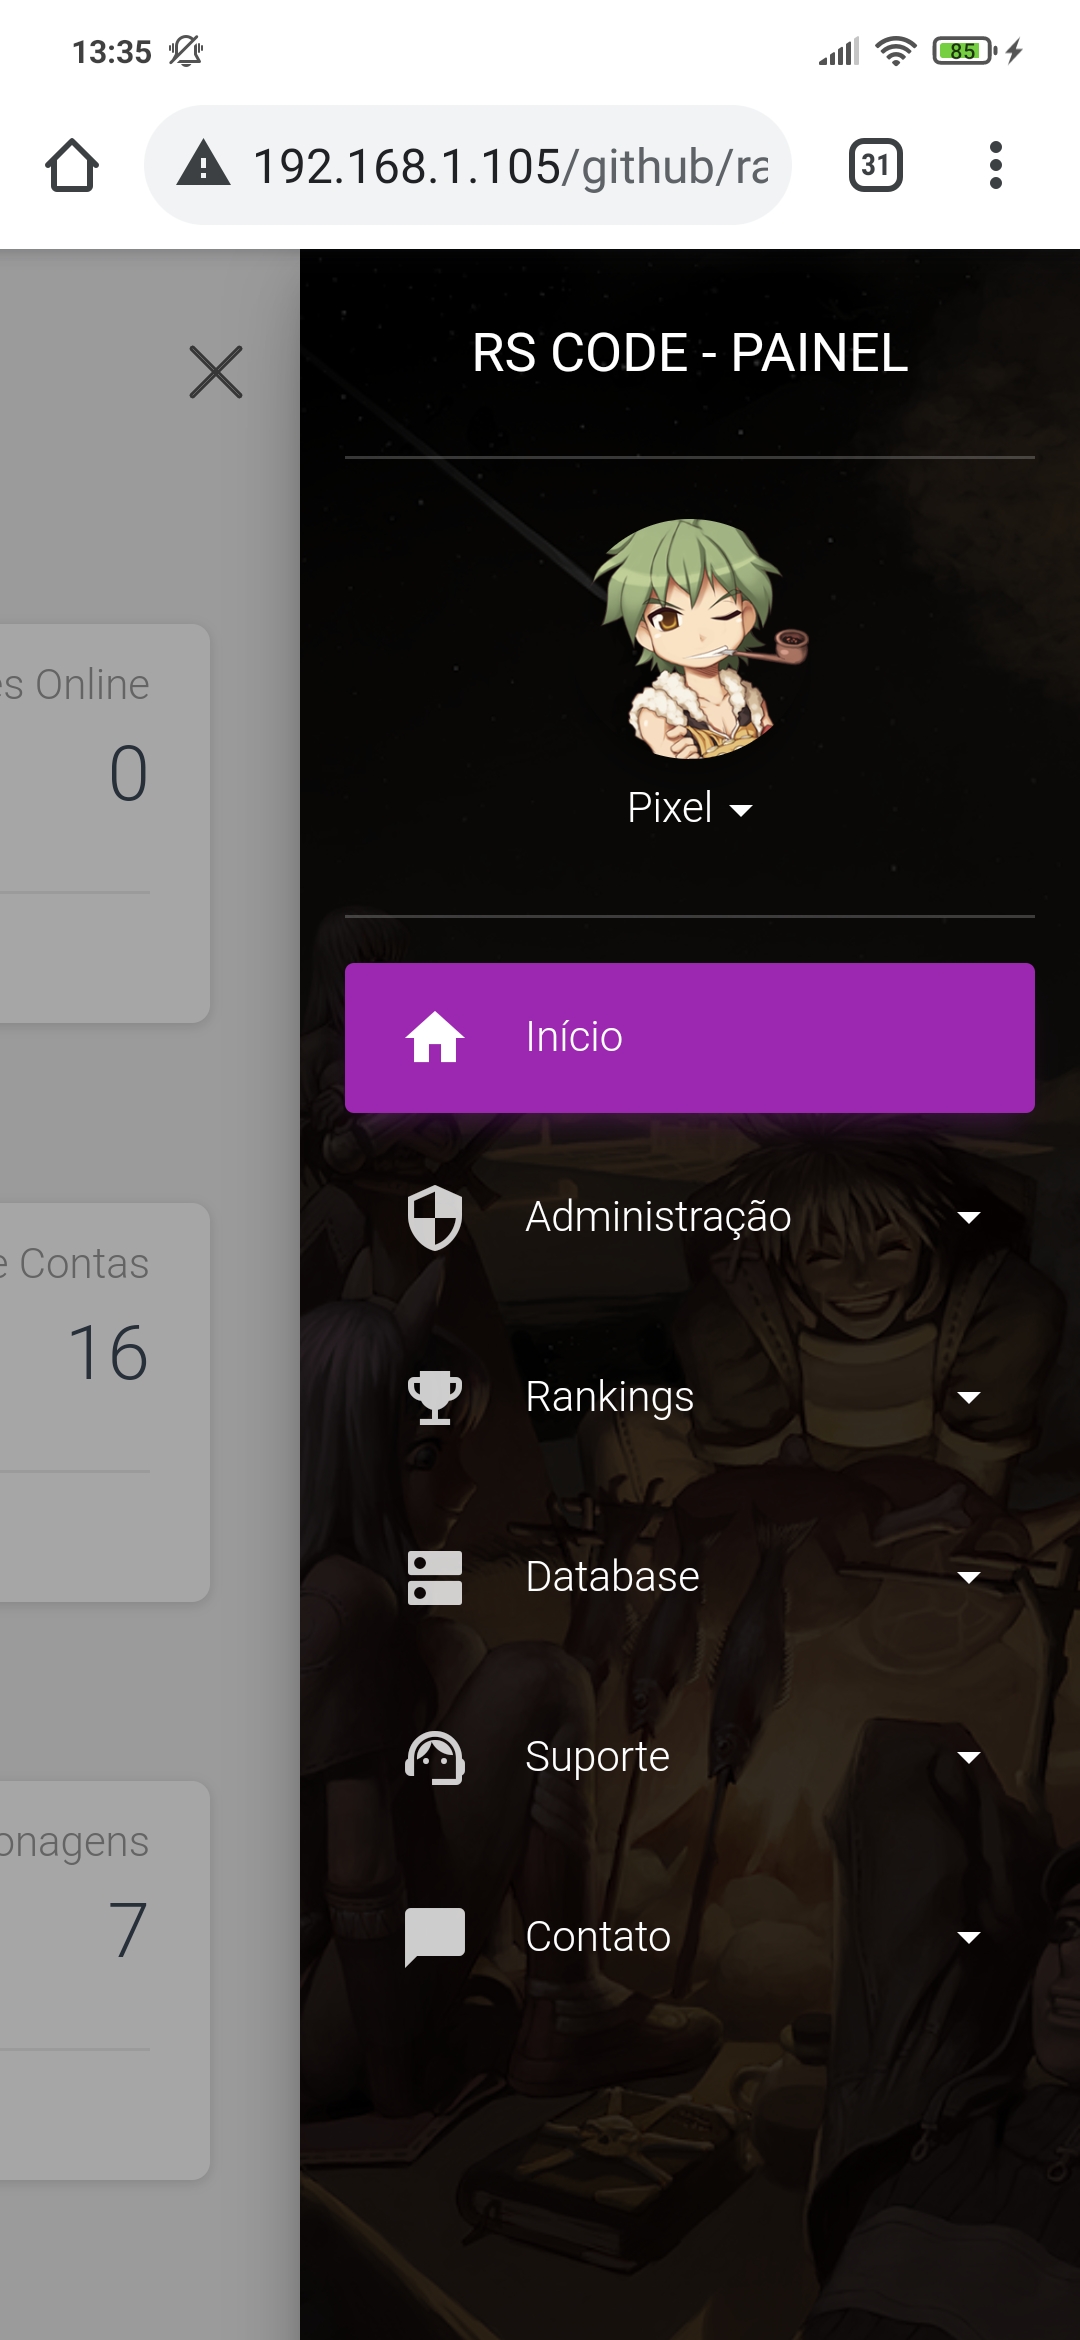 13:35
85
192.168.1.105/github/ra
31
RS CODE - PAINEL
Pixel
Início
Administração
Rankings
Database
Suporte
Contato
s Online
0
e Contas
16
onagens
7